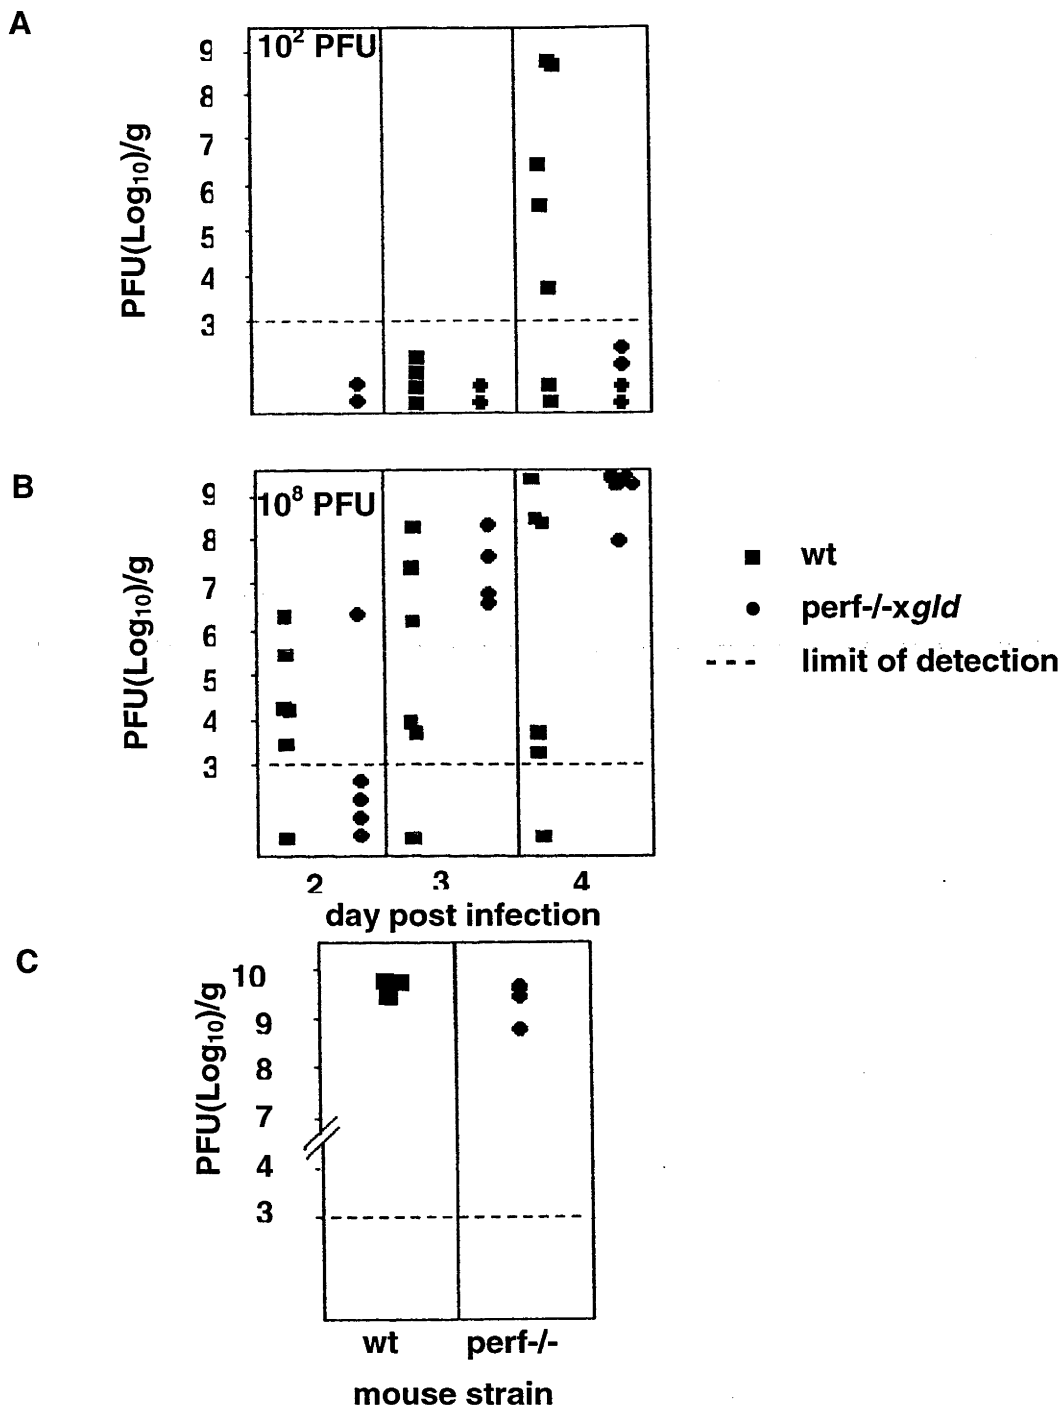 A
10² PFU
PFU(Log₁₀)/g
9
8
7
6
5
4
3
B
10⁸ PFU
PFU(Log₁₀)/g
9
8
7
6
5
4
3
2 3 4
day post infection
wt
perf-/-xgld
limit of detection
C
PFU(Log₁₀)/g
10
9
8
7
4
3
wt perf-/-
mouse strain